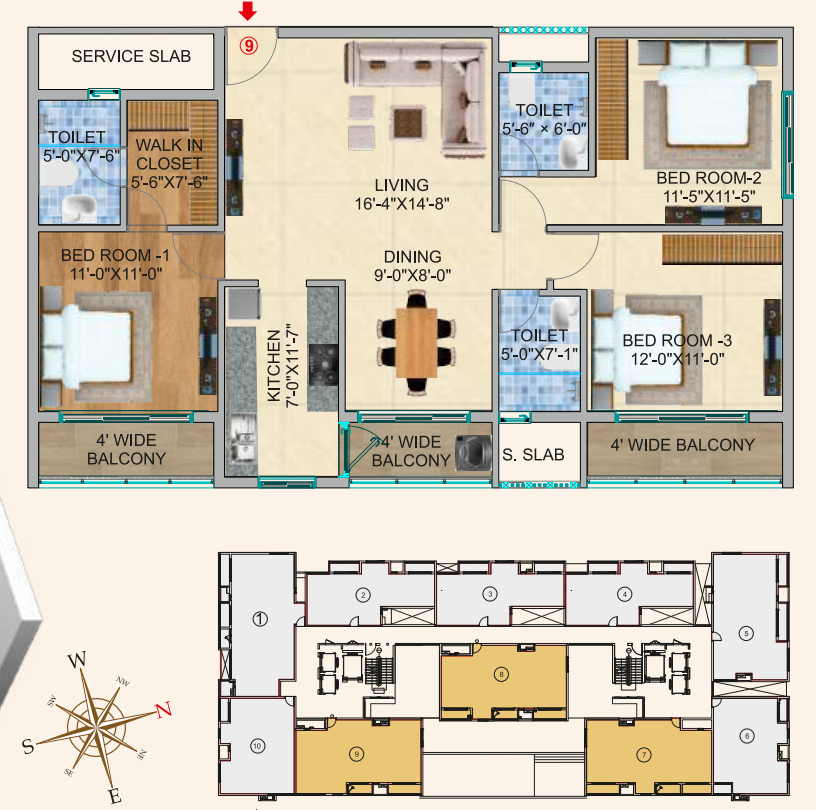 ⑨
SERVICE SLAB
TOILET
5'-0"X7'-6"
WALK IN
CLOSET
5'-6"X7'-6"
TOILET
5'-6" × 6'-0"
LIVING
16'-4"X14'-8"
BED ROOM-2
11'-5"X11'-5"
BED ROOM -1
11'-0"X11'-0"
DINING
9'-0"X8'-0"
KITCHEN
7'-0"X11'-7"
TOILET
5'-0"X7'-1"
BED ROOM -3
12'-0"X11'-0"
4' WIDE
BALCONY
4' WIDE
BALCONY
S. SLAB
4' WIDE BALCONY
1
2
3
4
5
8
10
9
7
6
W
NW
N
NE
E
SE
S
SW